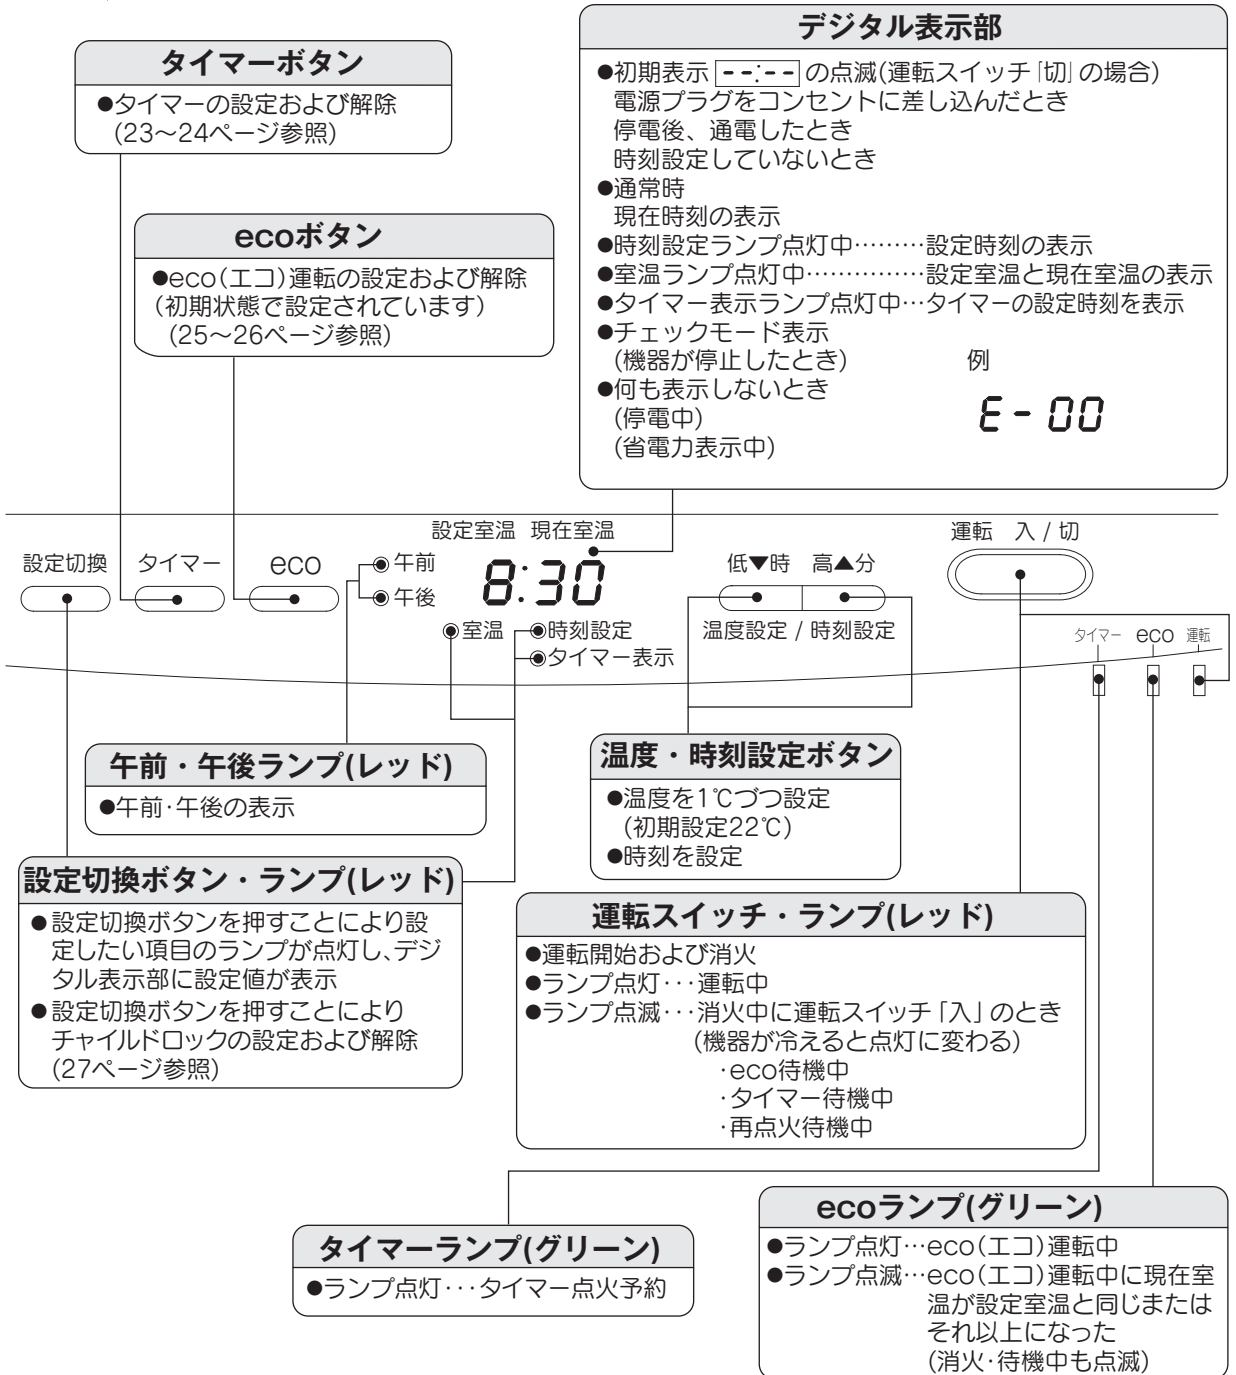 デジタル表示部
●初期表示 --:-- の点滅(運転スイッチ「切」の場合)
電源プラグをコンセントに差し込んだとき
停電後、通電したとき
時刻設定していないとき
●通常時
現在時刻の表示
●時刻設定ランプ点灯中………設定時刻の表示
●室温ランプ点灯中……………設定室温と現在室温の表示
●タイマー表示ランプ点灯中…タイマーの設定時刻を表示
●チェックモード表示
(機器が停止したとき) 例
●何も表示しないとき
E-00
(停電中)
(省電力表示中)
タイマーボタン
●タイマーの設定および解除
(23〜24ページ参照)
ecoボタン
●eco(エコ)運転の設定および解除
(初期状態で設定されています)
(25〜26ページ参照)
設定切換 タイマー eco
午前
午後
設定室温 現在室温
8:30
室温 時刻設定
タイマー表示
低▼時 高▲分
温度設定 / 時刻設定
運転 入 / 切
タイマー eco 運転
午前・午後ランプ(レッド)
●午前・午後の表示
温度・時刻設定ボタン
●温度を1℃づつ設定
(初期設定22℃)
●時刻を設定
設定切換ボタン・ランプ(レッド)
●設定切換ボタンを押すことにより設
定したい項目のランプが点灯し、デジ
タル表示部に設定値が表示
●設定切換ボタンを押すことにより
チャイルドロックの設定および解除
(27ページ参照)
運転スイッチ・ランプ(レッド)
●運転開始および消火
●ランプ点灯・・・運転中
●ランプ点滅・・・消火中に運転スイッチ「入」のとき
(機器が冷えると点灯に変わる)
・eco待機中
・タイマー待機中
・再点火待機中
タイマーランプ(グリーン)
●ランプ点灯・・・タイマー点火予約
ecoランプ(グリーン)
●ランプ点灯…eco(エコ)運転中
●ランプ点滅…eco(エコ)運転中に現在室
温が設定室温と同じまたは
それ以上になった
(消火・待機中も点滅)